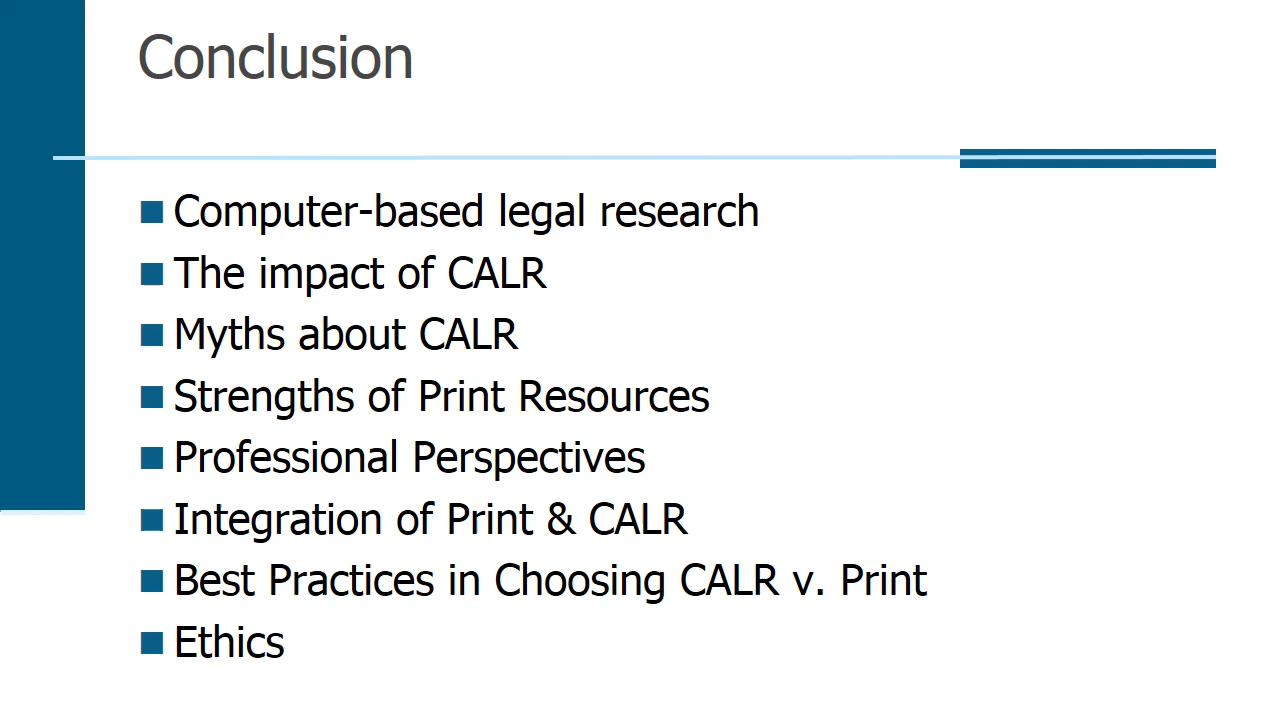 Conclusion
Computer-based legal research
The impact of CALR
Myths about CALR
Strengths of Print Resources
Professional Perspectives
Integration of Print & CALR
Best Practices in Choosing CALR v. Print
Ethics